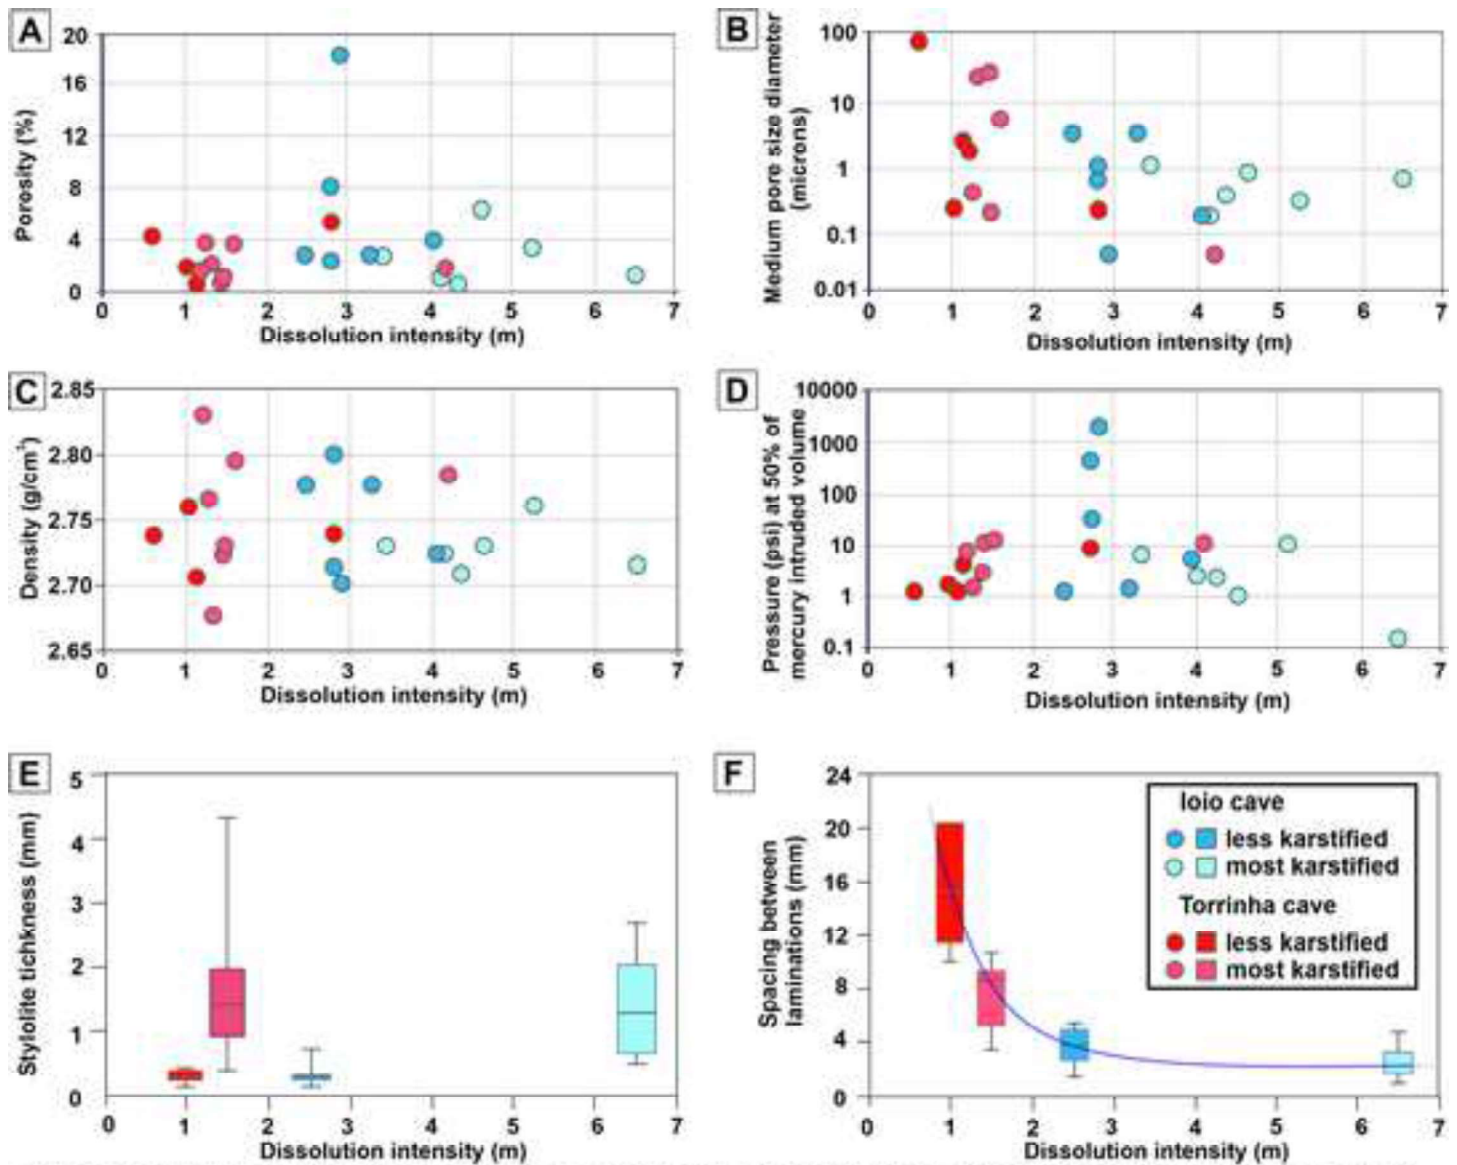 A
Porosity (%)
20
16
12
8
4
0
0 1 2 3 4 5 6 7
Dissolution intensity (m)
B
Medium pore size diameter
(microns)
100
10
1
0.1
0.01
0 1 2 3 4 5 6 7
Dissolution intensity (m)
C
Density (g/cm³)
2.85
2.80
2.75
2.70
2.65
0 1 2 3 4 5 6 7
Dissolution intensity (m)
D
Pressure (psi) at 50% of
mercury intruded volume
10000
1000
100
10
1
0.1
0 1 2 3 4 5 6 7
Dissolution intensity (m)
E
Stylolite tichkness (mm)
5
4
3
2
1
0
0 1 2 3 4 5 6 7
Dissolution intensity (m)
F
Spacing between
laminations (mm)
24
20
16
12
8
4
0
0 1 2 3 4 5 6 7
Dissolution intensity (m)
Ioio cave
less karstified
most karstified
Torrinha cave
less karstified
most karstified